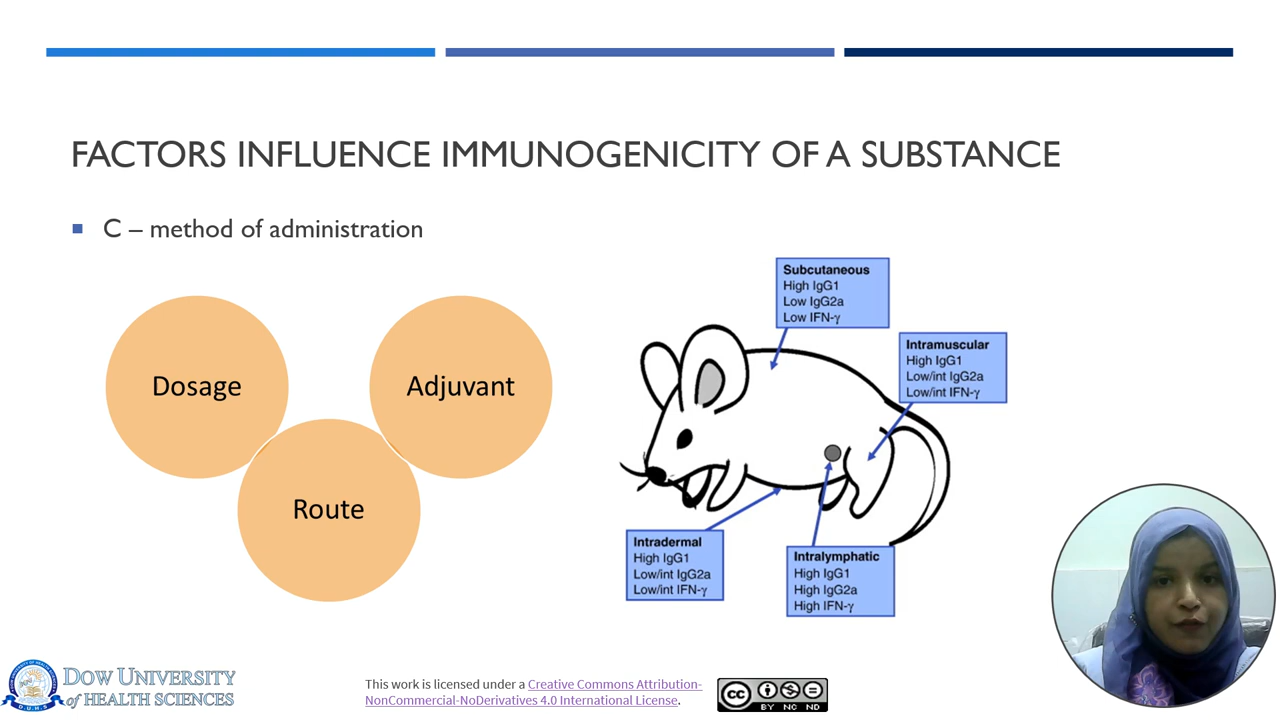 FACTORS INFLUENCE IMMUNOGENICITY OF A SUBSTANCE
C – method of administration
Dosage
Adjuvant
Route
Subcutaneous
High IgG1
Low IgG2a
Low IFN-γ
Intramuscular
High IgG1
Low/int IgG2a
Low/int IFN-γ
Intradermal
High IgG1
Low/int IgG2a
Low/int IFN-γ
Intralymphatic
High IgG1
High IgG2a
High IFN-γ
DOW UNIVERSITY
of HEALTH SCIENCES
D.U.H.S
This work is licensed under a Creative Commons Attribution-
NonCommercial-NoDerivatives 4.0 International License.
cc
BY NC ND